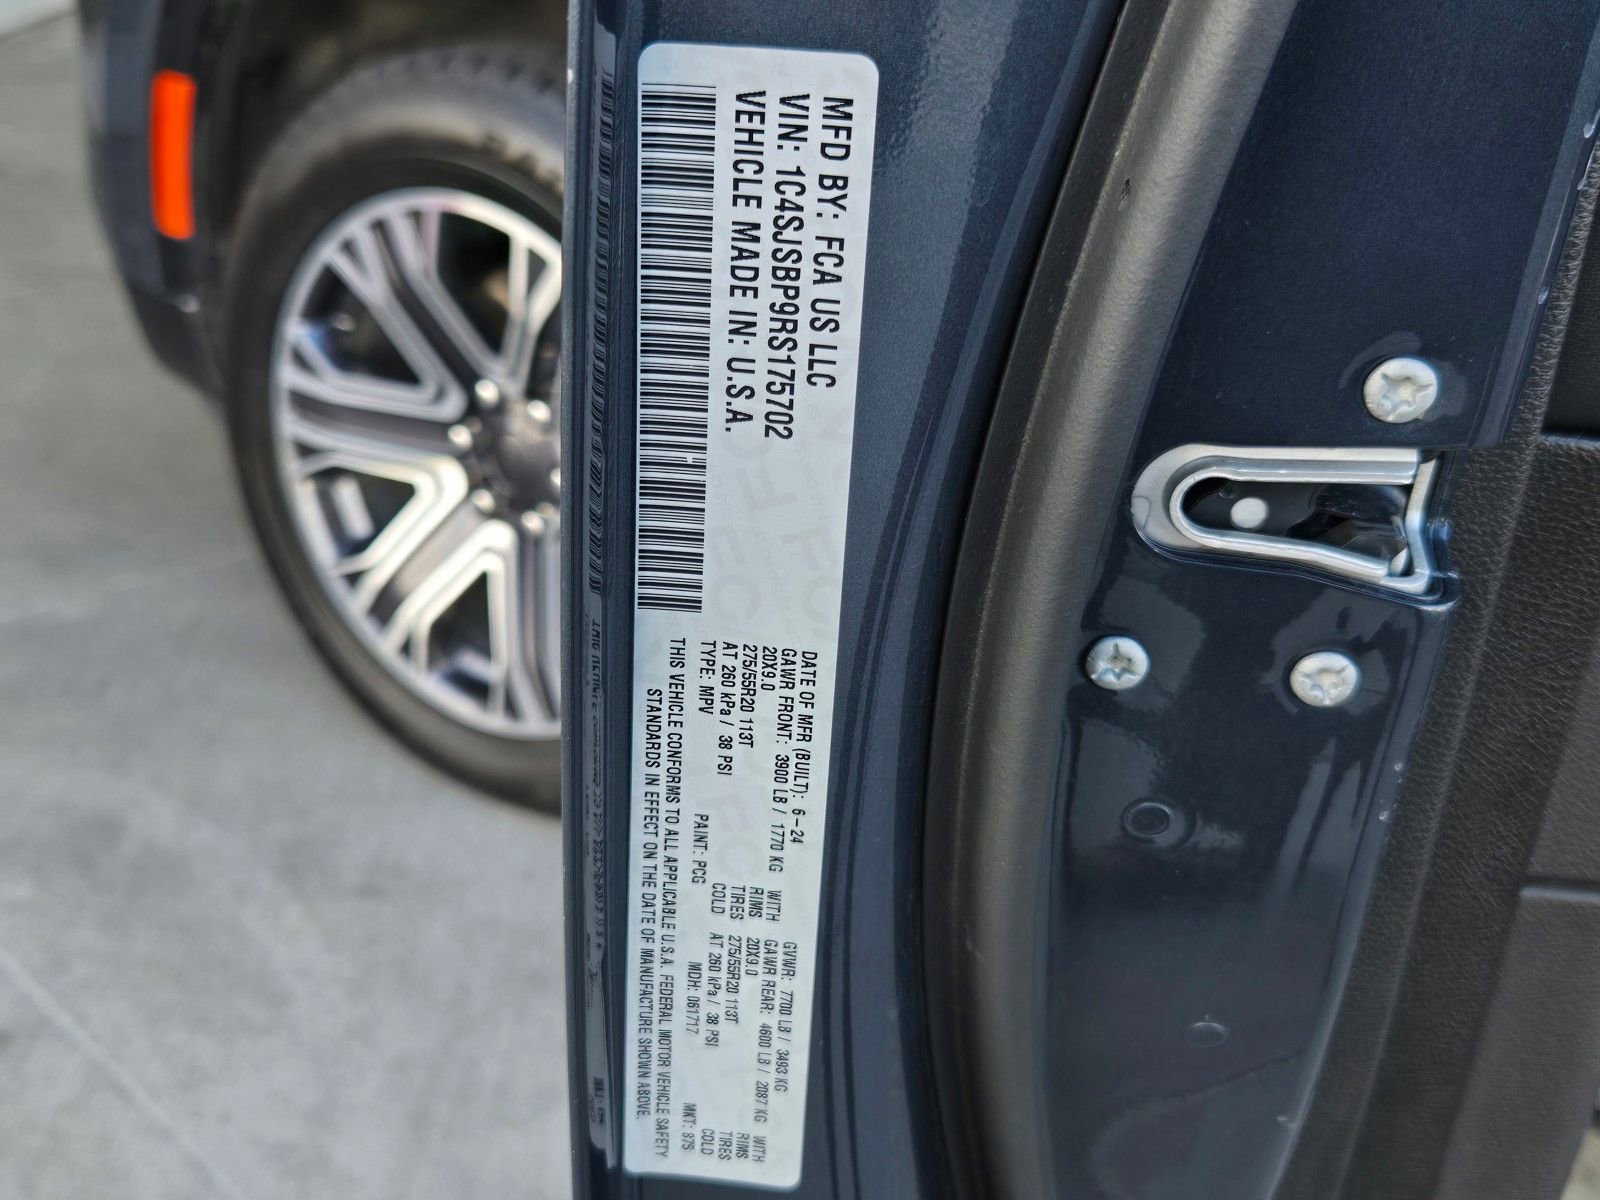 MFD BY: FCA US LLC
VIN: 1C4SJSBP9RS175702
VEHICLE MADE IN: U.S.A.
DATE OF MFR (BUILT): 6-24 GVWR: 7700 LB / 3493 KG
GAWR FRONT: 3900 LB / 1770 KG WITH GAWR REAR: 4600 LB / 2087 KG WITH
20X9.0 RIMS 20X9.0 RIMS
275/55R20 113T TIRES 275/55R20 113T TIRES
AT 260 kPa / 38 PSI COLD AT 260 kPa / 38 PSI COLD
TYPE: MPV PAINT: PCG MDH: 061717 MKT: 875
THIS VEHICLE CONFORMS TO ALL APPLICABLE U.S.A. FEDERAL MOTOR VEHICLE SAFETY
STANDARDS IN EFFECT ON THE DATE OF MANUFACTURE SHOWN ABOVE.